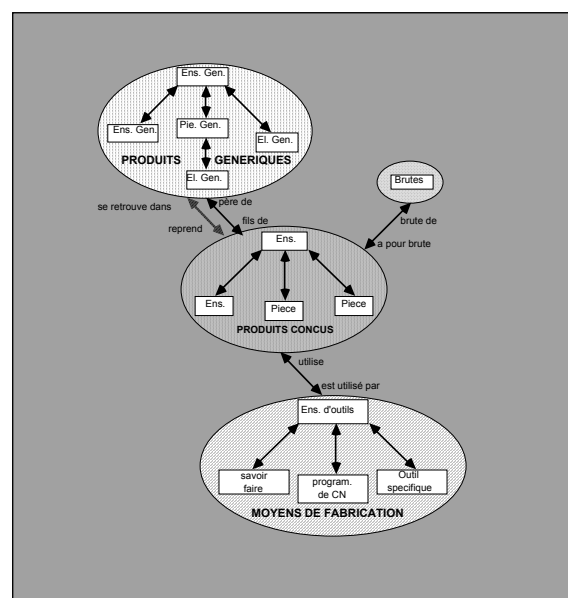 Ens. Gen.
Ens. Gen.
Pie. Gen.
El. Gen.
PRODUITS GENERIQUES
El. Gen.
Brutes
se retrouve dans
père de
fils de
reprend
brute de
a pour brute
Ens.
Ens.
Piece
Piece
PRODUITS CONCUS
utilise
est utilisé par
Ens. d'outils
savoir
faire
program.
de CN
Outil
specifique
MOYENS DE FABRICATION